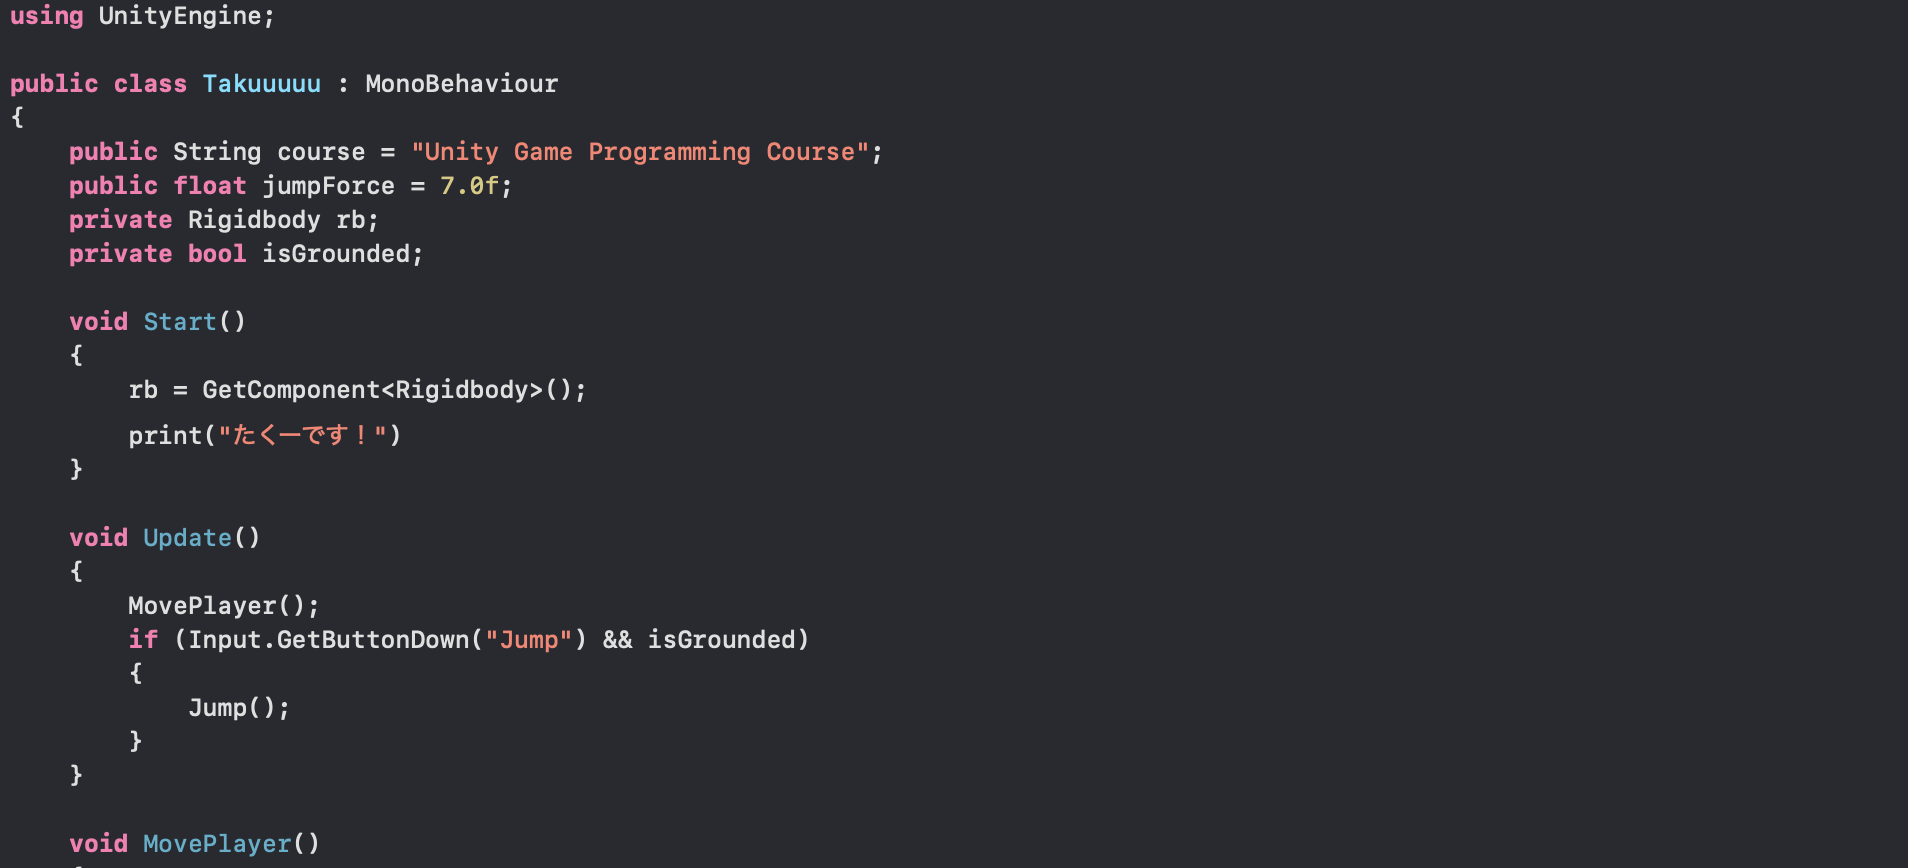 using UnityEngine;
public class Takuuuuu : MonoBehaviour
{
public String course = "Unity Game Programming Course";
public float jumpForce = 7.0f;
private Rigidbody rb;
private bool isGrounded;
void Start()
{
rb = GetComponent<Rigidbody>();
print("たくーです！")
}
void Update()
{
MovePlayer();
if (Input.GetButtonDown("Jump") && isGrounded)
{
Jump();
}
}
void MovePlayer()